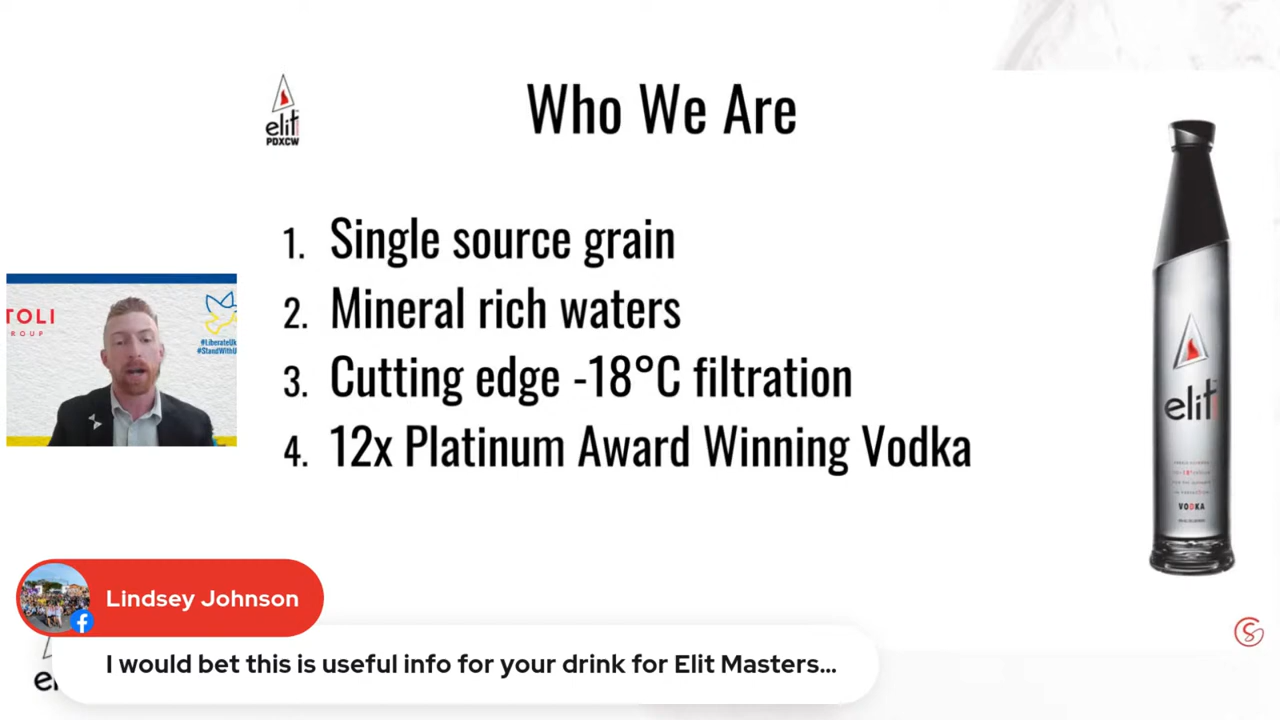 Who We Are
elit
PDXCW
1. Single source grain
2. Mineral rich waters
3. Cutting edge -18°C filtration
4. 12x Platinum Award Winning Vodka
TOLI
ROUP
#LiberateUk
#StandWithU
elit
VODKA
Lindsey Johnson
I would bet this is useful info for your drink for Elit Masters...